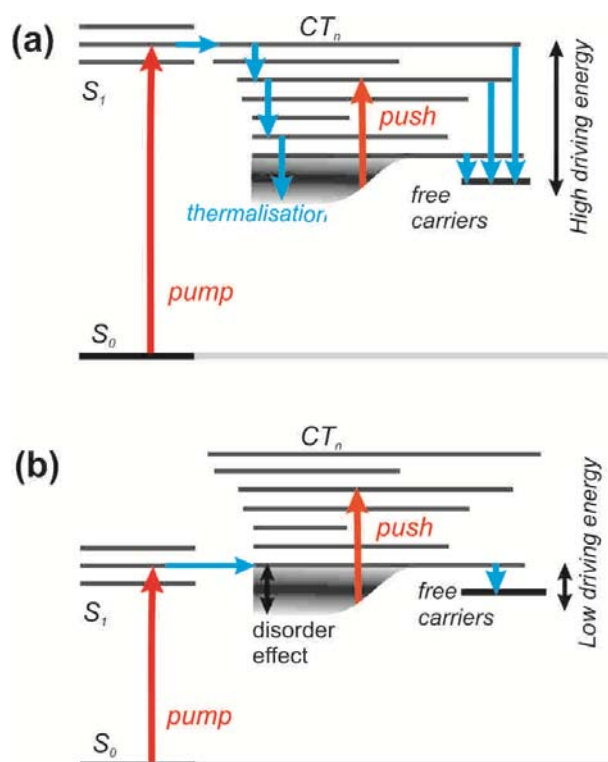 (a)
CTₙ
S₁
push
High driving energy
thermalisation
free
carriers
pump
S₀
(b)
CTₙ
push
Low driving energy
S₁
free
carriers
disorder
effect
pump
S₀